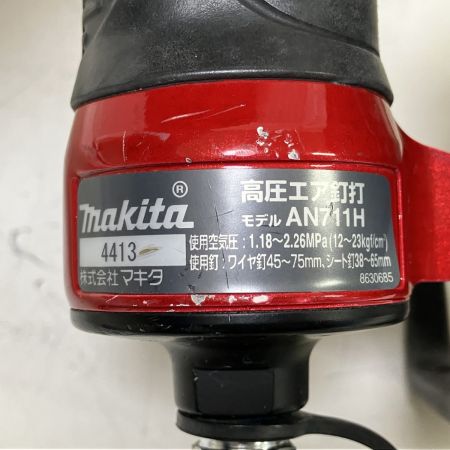 makita®
高圧エア釘打
モデル AN711H
4413
使用空気圧：1.18〜2.26MPa(12〜23kgf/cm²)
使用釘：ワイヤ釘45〜75mm、シート釘38〜65mm
株式会社マキタ
8630685